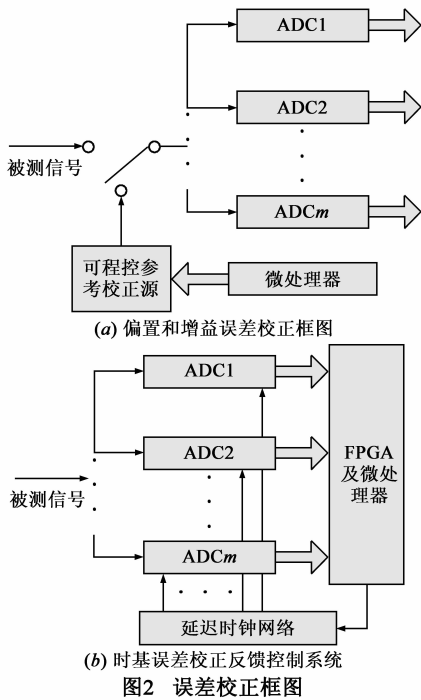 ADC1
ADC2
被测信号
ADCm
可程控参
考校正源
微处理器
(a) 偏置和增益误差校正框图
ADC1
ADC2
FPGA
及微处
理器
被测信号
ADCm
延迟时钟网络
(b) 时基误差校正反馈控制系统
图2 误差校正框图